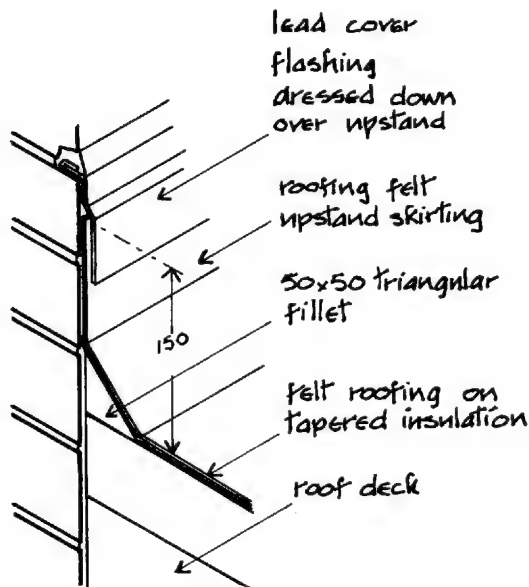 lead cover
flashing
dressed down
over upstand
roofing felt
upstand skirting
50x50 triangular
fillet
150
felt roofing on
tapered insulation
roof deck